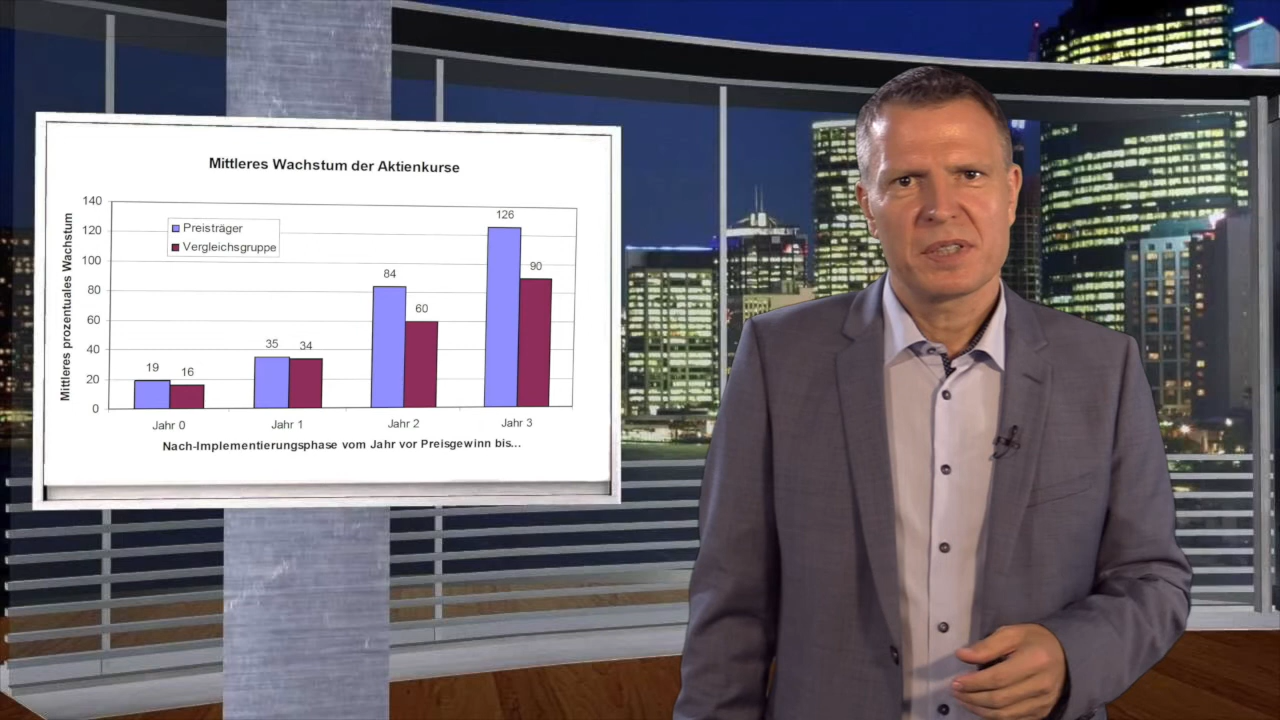 Mittleres Wachstum der Aktienkurse
Mittleres prozentuales Wachstum
140
120
100
80
60
40
20
0
Preisträger
Vergleichsgruppe
19
16
35
34
84
60
126
90
Jahr 0
Jahr 1
Jahr 2
Jahr 3
Nach-Implementierungsphase vom Jahr vor Preisgewinn bis...